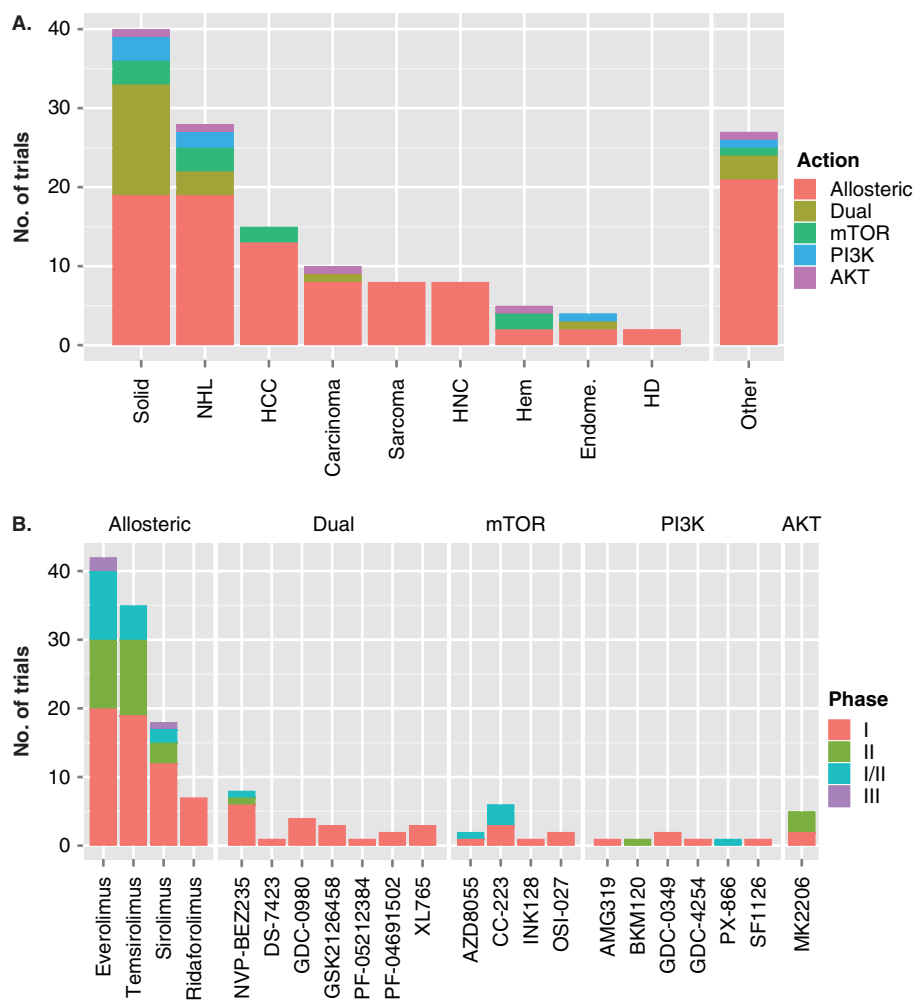 A.
No. of trials
40
30
20
10
0
Solid
NHL
HCC
Carcinoma
Sarcoma
HNC
Hem
Endome.
HD
Other
Action
Allosteric
Dual
mTOR
PI3K
AKT
B.
Allosteric
Dual
mTOR
PI3K
AKT
No. of trials
40
30
20
10
0
Everolimus
Temsirolimus
Sirolimus
Ridaforolimus
NVP-BEZ235
DS-7423
GDC-0980
GSK2126458
PF-05212384
PF-04691502
XL765
AZD8055
CC-223
INK128
OSI-027
AMG319
BKM120
GDC-0349
GDC-4254
PX-866
SF1126
MK2206
Phase
I
II
I/II
III